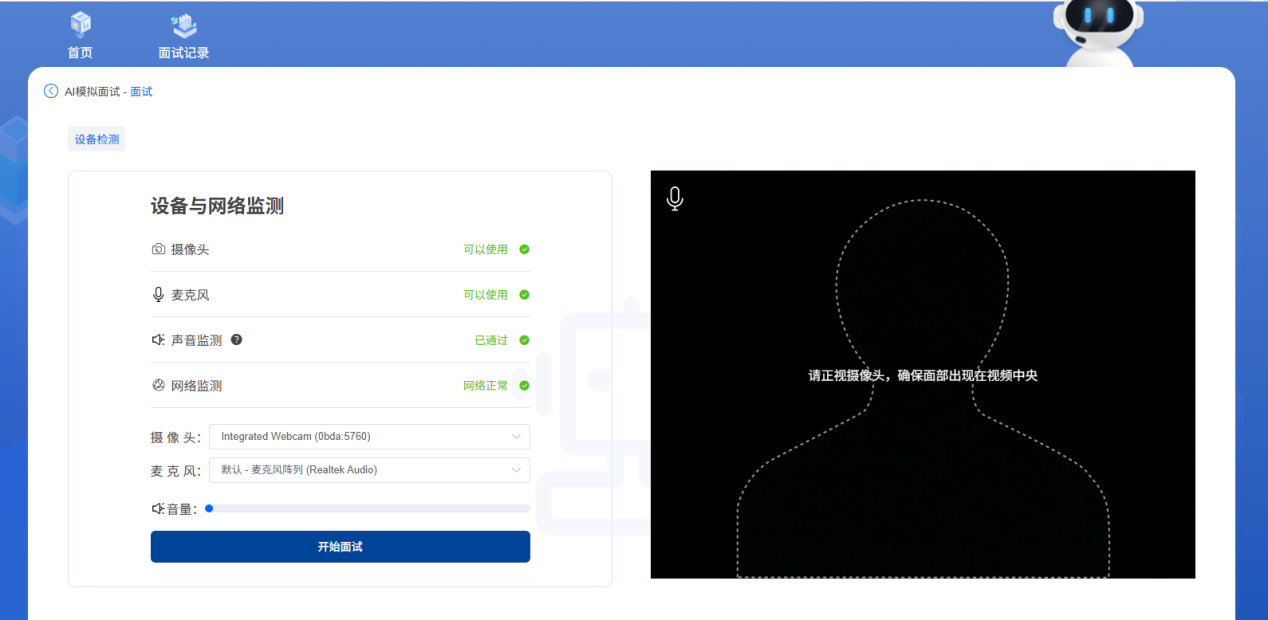 首页
面试记录
AI模拟面试 - 面试
设备检测
设备与网络监测
摄像头 可以使用
麦克风 可以使用
声音监测 ? 已通过
网络监测 网络正常
摄 像 头： Integrated Webcam (0bda:5760)
麦 克 风： 默认 - 麦克风阵列 (Realtek Audio)
音量：
开始面试
请正视摄像头，确保面部出现在视频中央